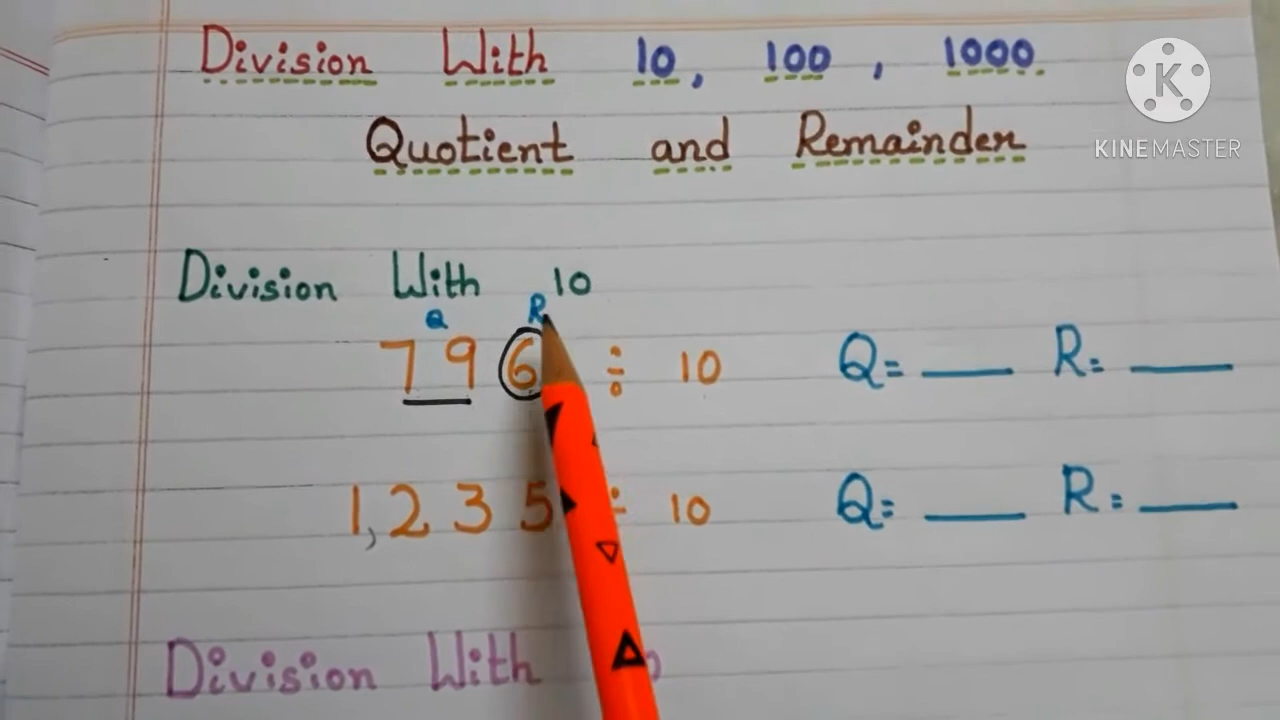 Division With 10, 100, 1000
K
KINEMASTER
Quotient and Remainder
Division With 10
Q R
796 ÷ 10 Q= ___ R= ___
1,235 ÷ 10 Q= ___ R= ___
Division With